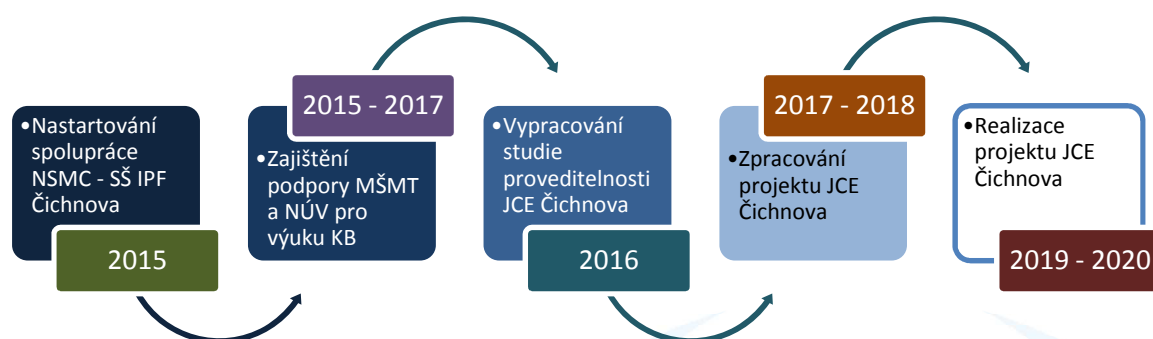 •Nastartování
spolupráce
NSMC - SŠ IPF
Čichnova
2015
2015 - 2017
•Zajištění
podpory MŠMT
a NÚV pro
výuku KB
•Vypracování
studie
proveditelnosti
JCE Čichnova
2016
2017 - 2018
•Zpracování
projektu JCE
Čichnova
•Realizace
projektu JCE
Čichnova
2019 - 2020